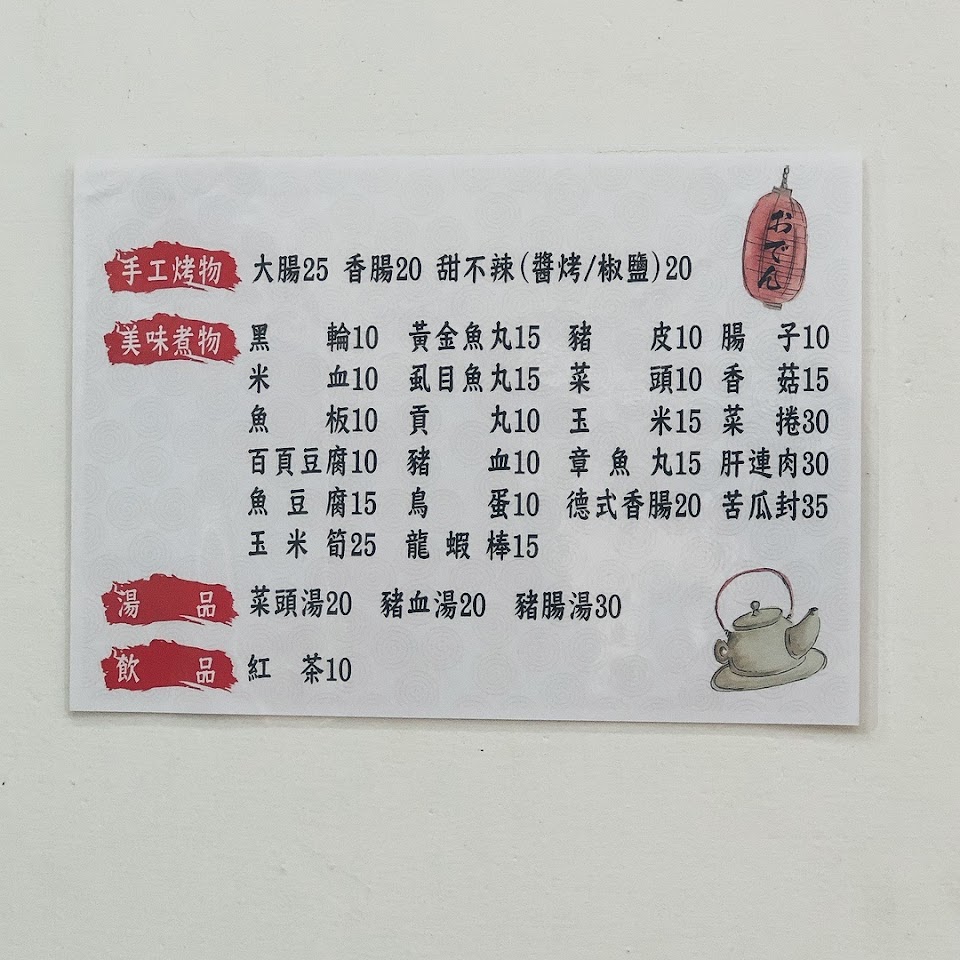 おでん
手工烤物 大腸25 香腸20 甜不辣(醬烤/椒鹽)20
美味煮物 黑輪10 黃金魚丸15 豬皮10 腸子10
米血10 虱目魚丸15 菜頭10 香菇15
魚板10 貢丸10 玉米15 菜捲30
百頁豆腐10 豬血10 章魚丸15 肝連肉30
魚豆腐15 鳥蛋10 德式香腸20 苦瓜封35
玉米筍25 龍蝦棒15
湯品 菜頭湯20 豬血湯20 豬腸湯30
飲品 紅茶10